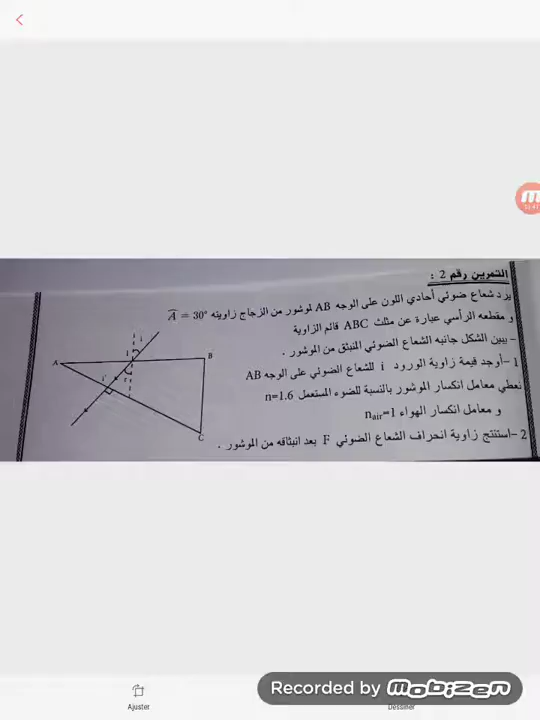 التمرين رقم 2 :
يرد شعاع ضوئي أحادي اللون على الوجه AB لموشور من الزجاج زاويته A = 30°
و مقطعه الرأسي عبارة عن مثلث ABC قائم الزاوية
– يبين الشكل جانبه الشعاع الضوئي المنبثق من الموشور .
1–أوجد قيمة زاوية الورود i للشعاع الضوئي على الوجه AB
نعطي معامل انكسار الموشور بالنسبة للضوء المستعمل n=1.6
و معامل انكسار الهواء nair=1
2–استنتج زاوية انحراف الشعاع الضوئي F بعد انبثاقه من الموشور .
i
A
B
i'
C
Recorded by mobizen
Ajuster
Dessiner